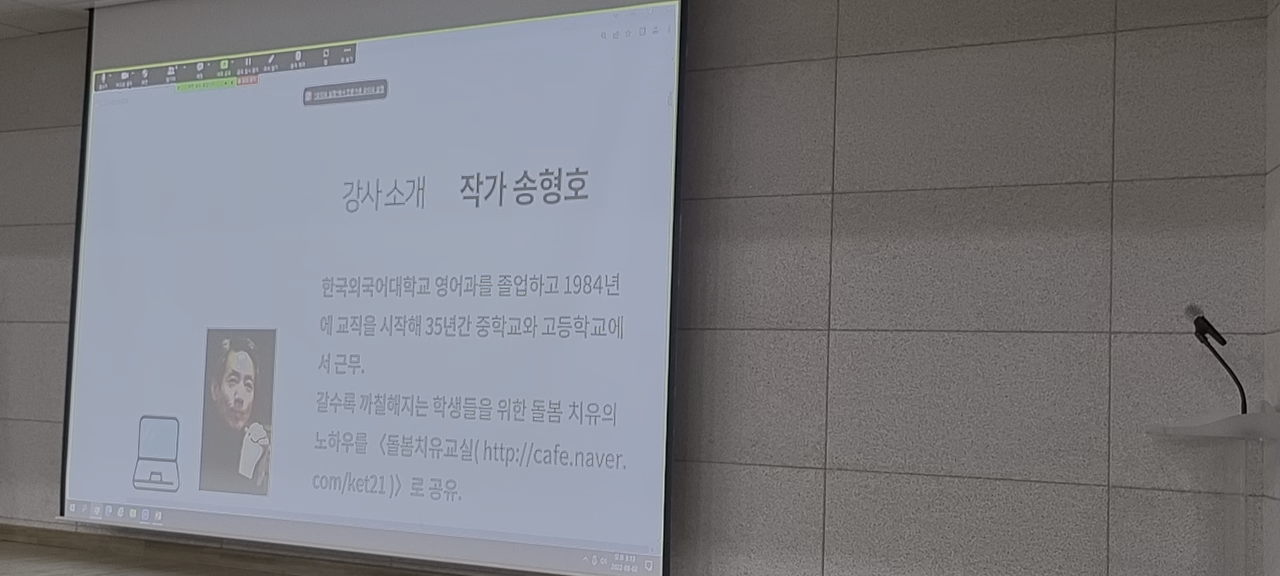 강사 소개 작가 송형호
한국외국어대학교 영어과를 졸업하고 1984년
에 교직을 시작해 35년간 중학교와 고등학교에
서 근무.
갈수록 까칠해지는 학생들을 위한 돌봄 치유의
노하우를 〈돌봄치유교실( http://cafe.naver.
com/ket21 )〉로 공유.